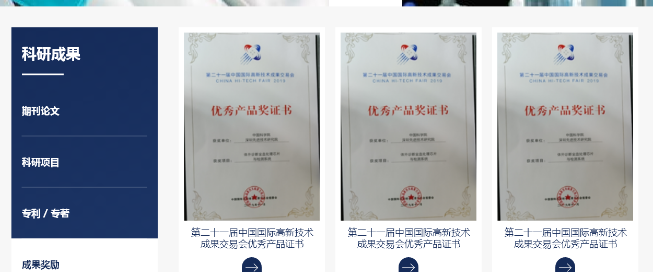 科研成果
期刊论文
科研项目
专利 / 专著
成果奖励
第二十一届中国国际高新技术成果交易会
CHINA HI-TECH FAIR 2019
优秀产品奖证书
第二十一届中国国际高新技术
成果交易会优秀产品证书
第二十一届中国国际高新技术成果交易会
CHINA HI-TECH FAIR 2019
优秀产品奖证书
第二十一届中国国际高新技术
成果交易会优秀产品证书
第二十一届中国国际高新技术成果交易会
CHINA HI-TECH FAIR 2019
优秀产品奖证书
第二十一届中国国际高新技术
成果交易会优秀产品证书